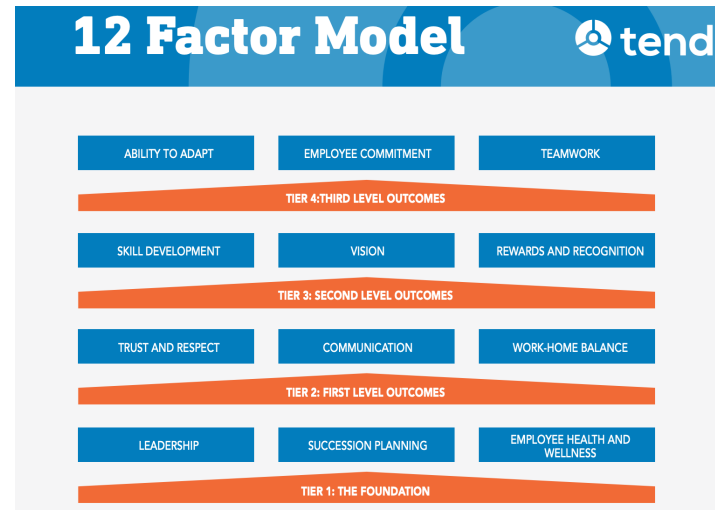 12 Factor Model
tend
ABILITY TO ADAPT
EMPLOYEE COMMITMENT
TEAMWORK
TIER 4:THIRD LEVEL OUTCOMES
SKILL DEVELOPMENT
VISION
REWARDS AND RECOGNITION
TIER 3: SECOND LEVEL OUTCOMES
TRUST AND RESPECT
COMMUNICATION
WORK-HOME BALANCE
TIER 2: FIRST LEVEL OUTCOMES
LEADERSHIP
SUCCESSION PLANNING
EMPLOYEE HEALTH AND
WELLNESS
TIER 1: THE FOUNDATION